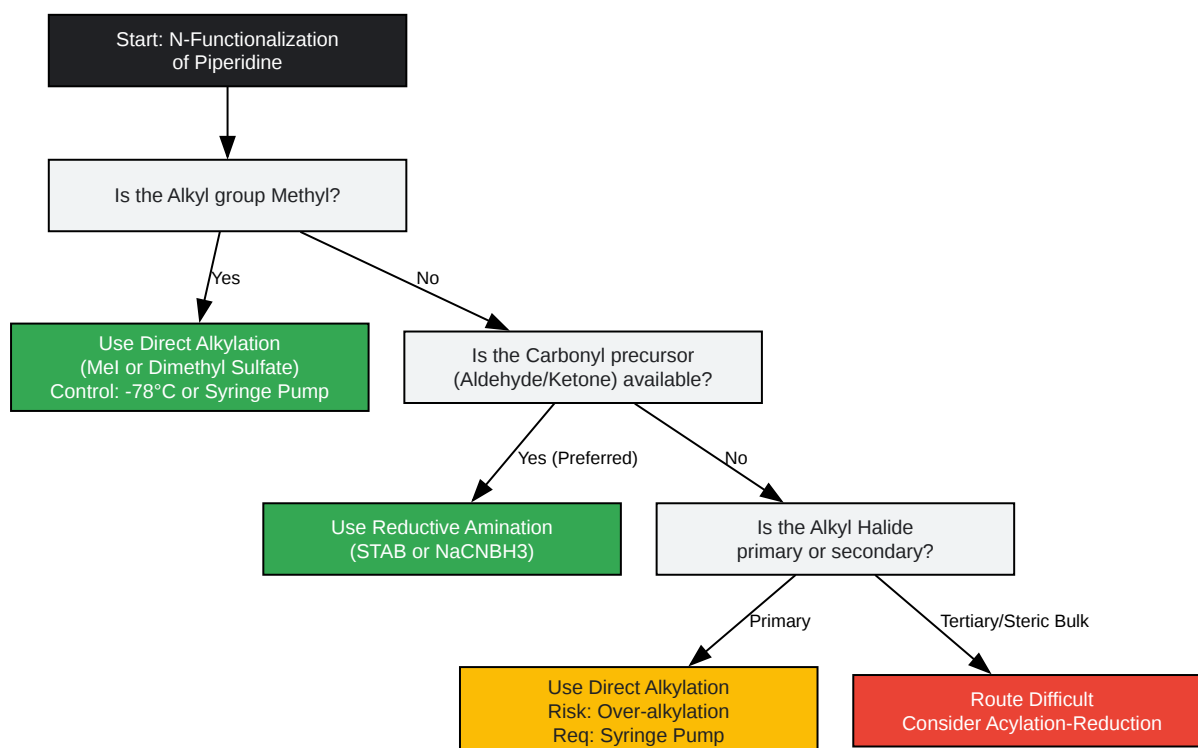 Start: N-Functionalization
of Piperidine
Is the Alkyl group Methyl?
Yes
No
Use Direct Alkylation
(MeI or Dimethyl Sulfate)
Control: -78°C or Syringe Pump
Is the Carbonyl precursor
(Aldehyde/Ketone) available?
Yes (Preferred)
No
Use Reductive Amination
(STAB or NaCNBH3)
Is the Alkyl Halide
primary or secondary?
Primary
Tertiary/Steric Bulk
Use Direct Alkylation
Risk: Over-alkylation
Req: Syringe Pump
Route Difficult
Consider Acylation-Reduction